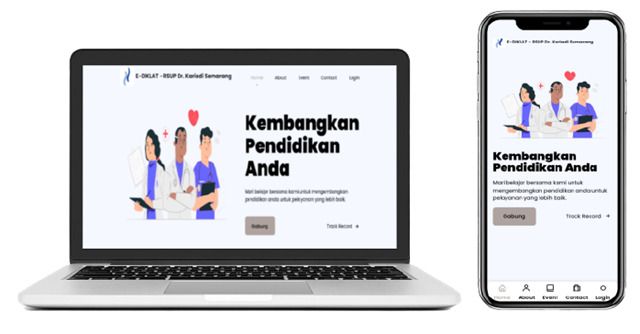 E-DIKLAT - RSUP Dr. Kariadi Semarang
Home About Event Contact Login
Kembangkan
Pendidikan
Anda
Mari belajar bersama kami untuk mengembangkan
pendidikan anda untuk pelayanan yang lebih baik.
Gabung
Track Record →
E-DIKLAT - RSUP Dr. Kariadi Semarang
Kembangkan
Pendidikan Anda
Mari belajar bersama kami untuk
mengembangkan pendidikan anda untuk
pelayanan yang lebih baik.
Gabung
Track Record →
Home About Event Contact Login